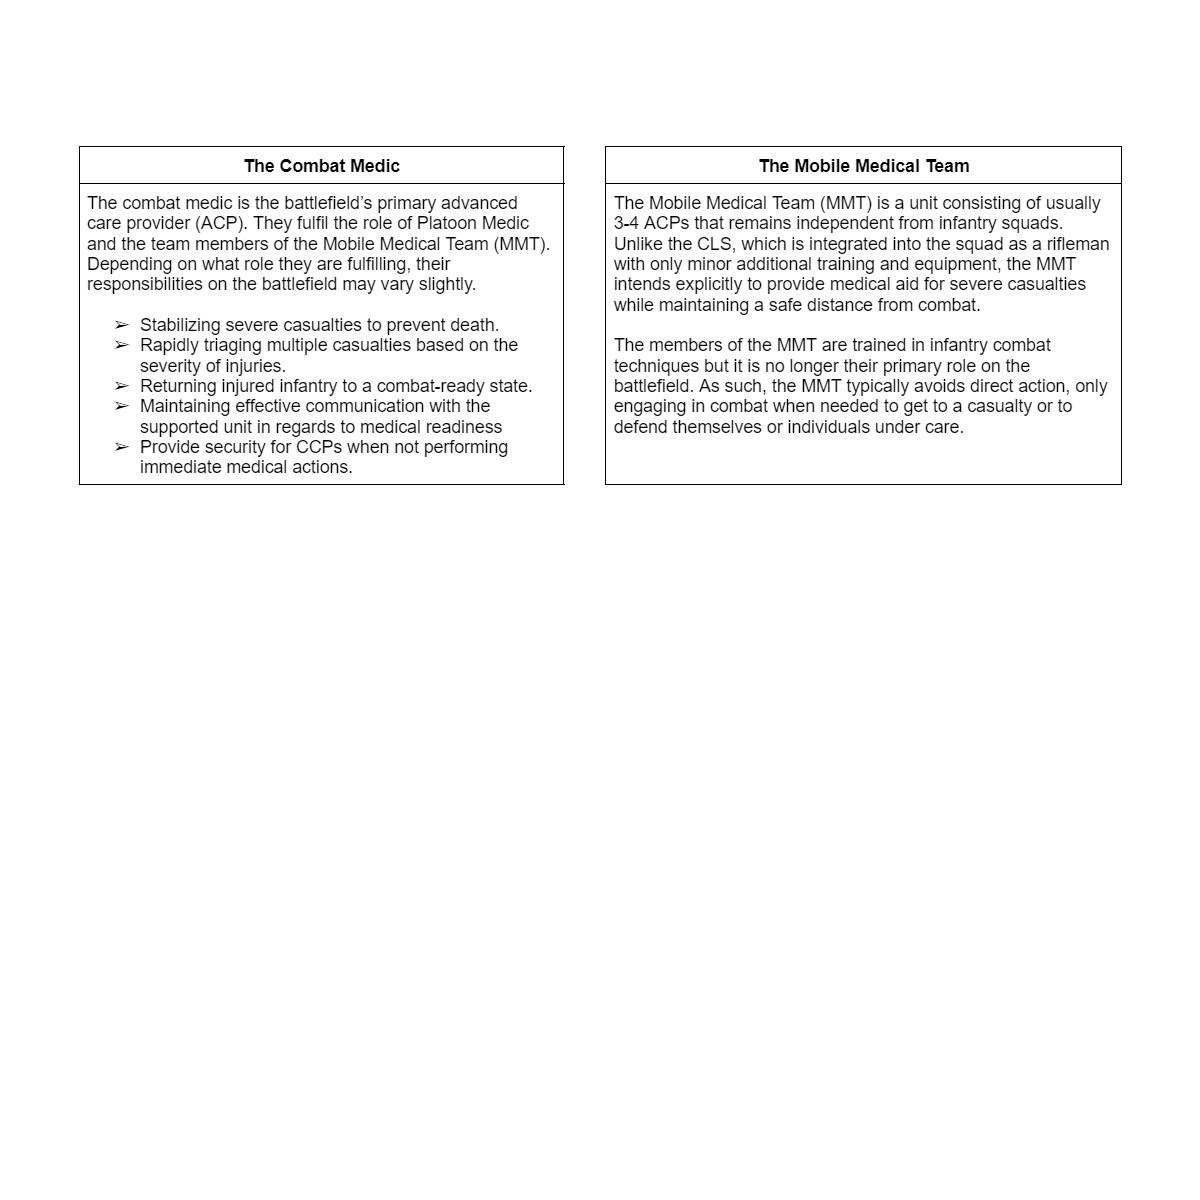 The Combat Medic
The combat medic is the battlefield’s primary advanced
care provider (ACP). They fulfil the role of Platoon Medic
and the team members of the Mobile Medical Team (MMT).
Depending on what role they are fulfilling, their
responsibilities on the battlefield may vary slightly.
➢ Stabilizing severe casualties to prevent death.
➢ Rapidly triaging multiple casualties based on the
severity of injuries.
➢ Returning injured infantry to a combat-ready state.
➢ Maintaining effective communication with the
supported unit in regards to medical readiness
➢ Provide security for CCPs when not performing
immediate medical actions.
The Mobile Medical Team
The Mobile Medical Team (MMT) is a unit consisting of usually
3-4 ACPs that remains independent from infantry squads.
Unlike the CLS, which is integrated into the squad as a rifleman
with only minor additional training and equipment, the MMT
intends explicitly to provide medical aid for severe casualties
while maintaining a safe distance from combat.
The members of the MMT are trained in infantry combat
techniques but it is no longer their primary role on the
battlefield. As such, the MMT typically avoids direct action, only
engaging in combat when needed to get to a casualty or to
defend themselves or individuals under care.